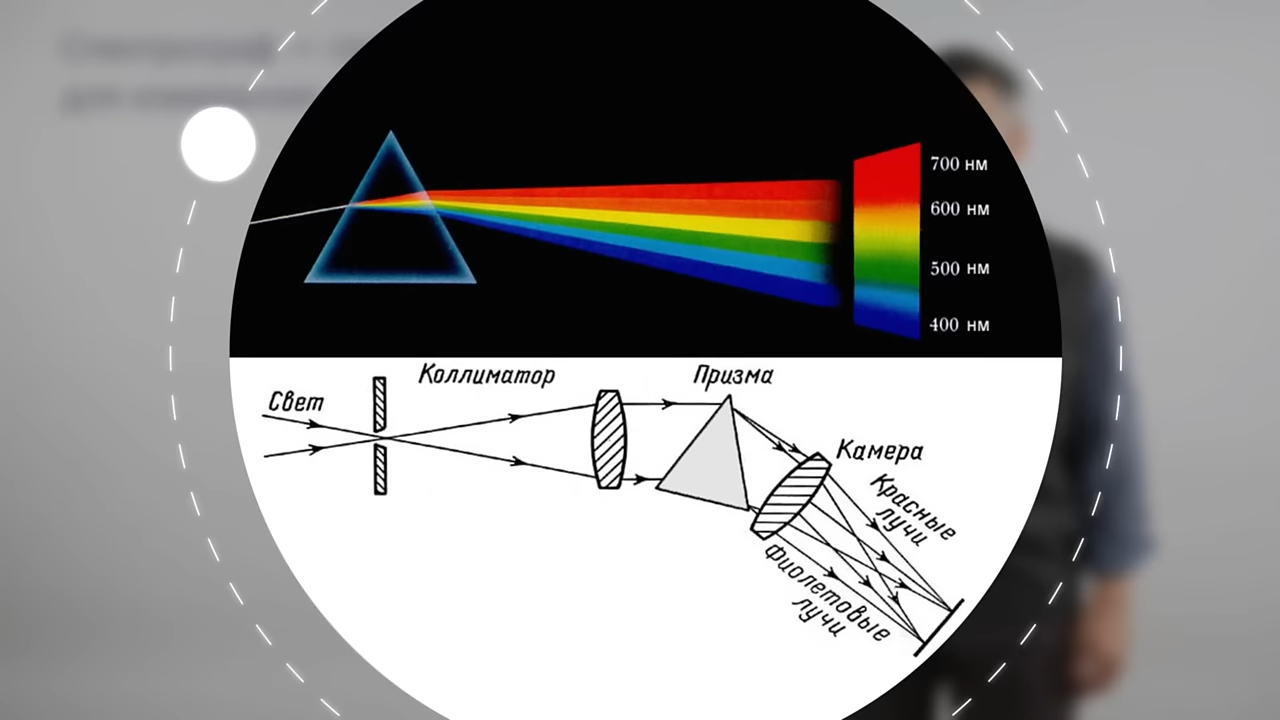 700 нм
600 нм
500 нм
400 нм
Свет
Коллиматор
Призма
Камера
Красные
лучи
Фиолетовые
лучи